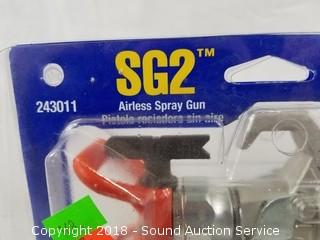 SG2™
243011
Airless Spray Gun
Pistola rociadora sin aire
Copyright 2018 - Sound Auction Service